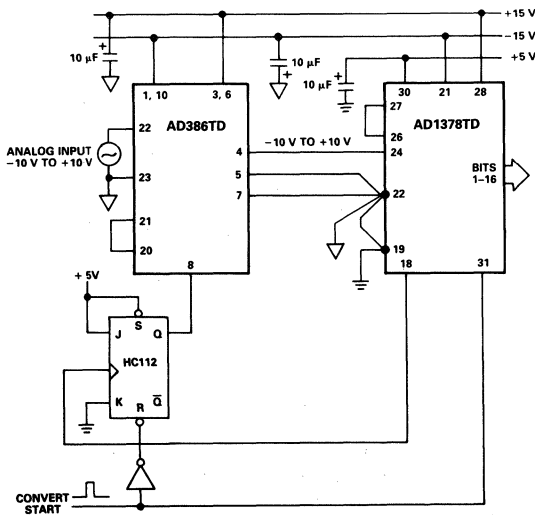 +15 V
−15 V
+5 V
10 µF
+
10 µF
+
10 µF
+
1, 10
3, 6
30
21
28
AD386TD
AD1378TD
27
26
22
ANALOG INPUT
−10 V TO +10 V
23
4
−10 V TO +10 V
24
5
7
22
BITS
1–16
21
20
19
8
18
31
+ 5V
S
J
Q
HC112
K
R
Q̅
CONVERT
START